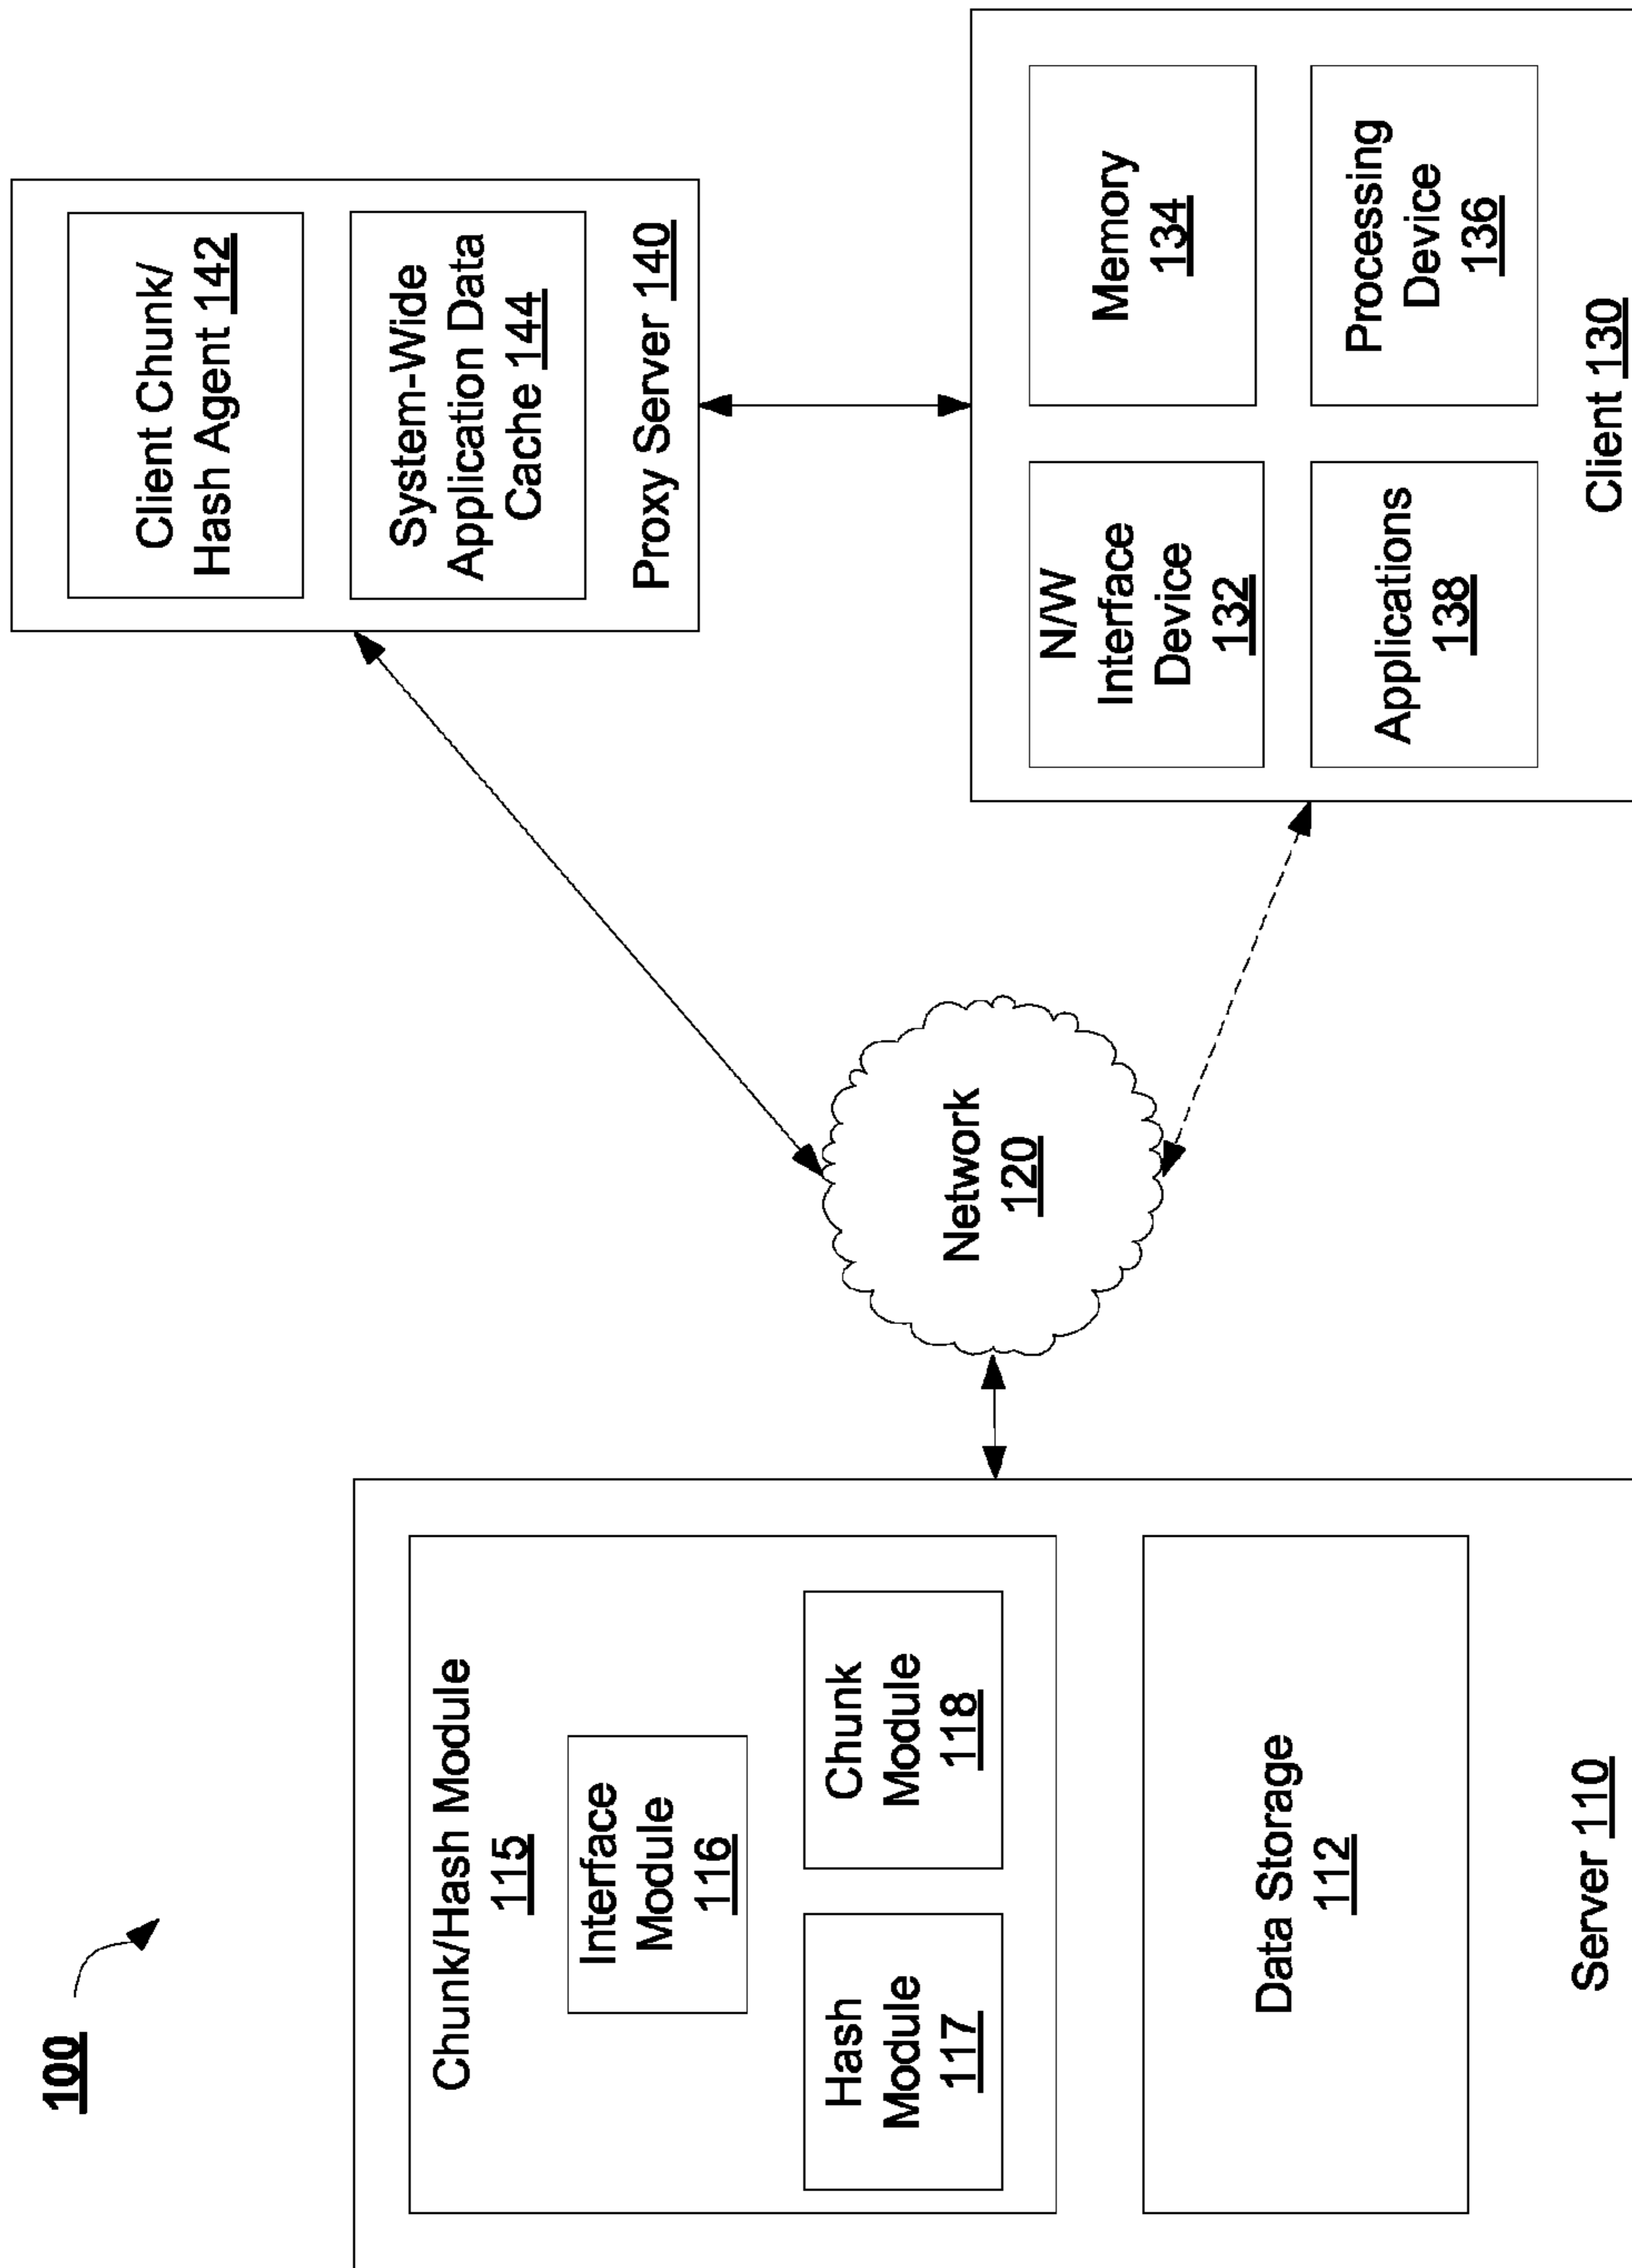 100
Chunk/Hash Module
115
Interface
Module
116
Hash
Module
117
Chunk
Module
118
Data Storage
112
Server 110
Network
120
Client Chunk/
Hash Agent 142
System-Wide
Application Data
Cache 144
Proxy Server 140
N/W
Interface
Device
132
Memory
134
Applications
138
Processing
Device
136
Client 130